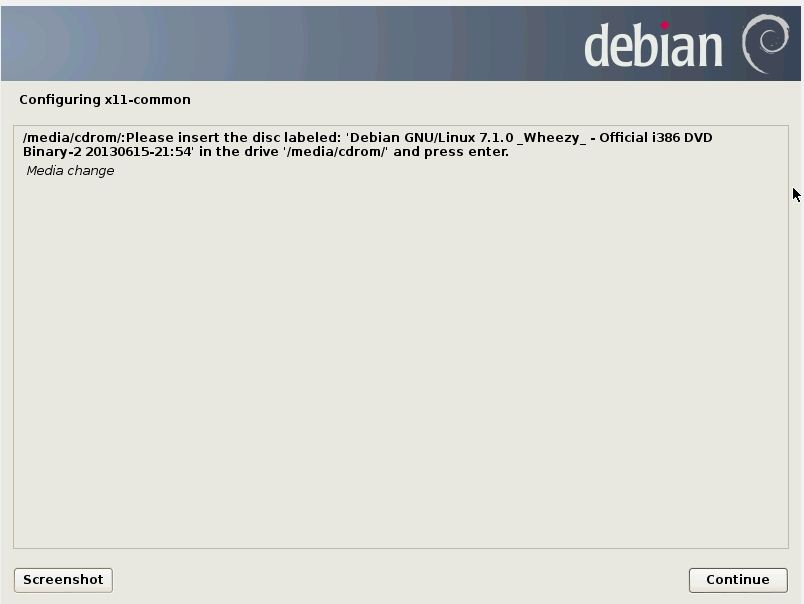 debian
Configuring x11-common
/media/cdrom/:Please insert the disc labeled: 'Debian GNU/Linux 7.1.0 _Wheezy_ - Official i386 DVD
Binary-2 20130615-21:54' in the drive '/media/cdrom/' and press enter.
Media change
Screenshot
Continue